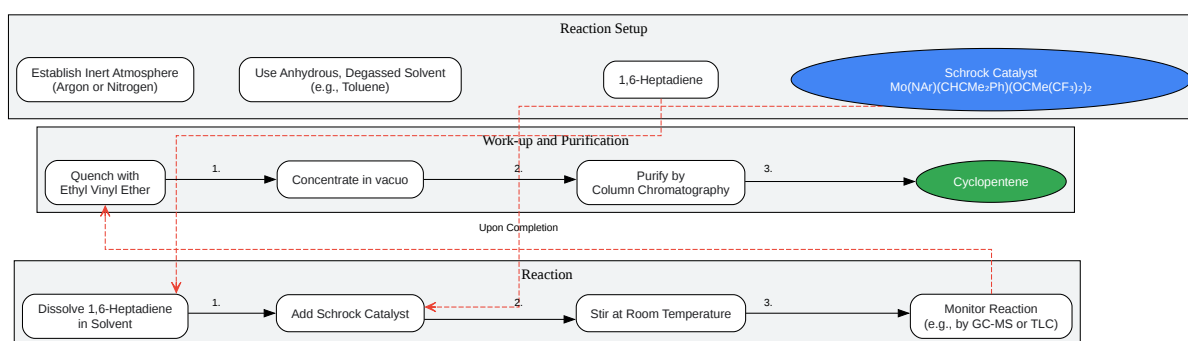 Reaction Setup
Establish Inert Atmosphere
(Argon or Nitrogen)
Use Anhydrous, Degassed Solvent
(e.g., Toluene)
1,6-Heptadiene
Schrock Catalyst
Mo(NAr)(CHCMe₂Ph)(OCMe(CF₃)₂)₂
Work-up and Purification
Quench with
Ethyl Vinyl Ether
1.
Concentrate in vacuo
2.
Purify by
Column Chromatography
3.
Cyclopentene
Upon Completion
Reaction
Dissolve 1,6-Heptadiene
in Solvent
1.
Add Schrock Catalyst
2.
Stir at Room Temperature
3.
Monitor Reaction
(e.g., by GC-MS or TLC)